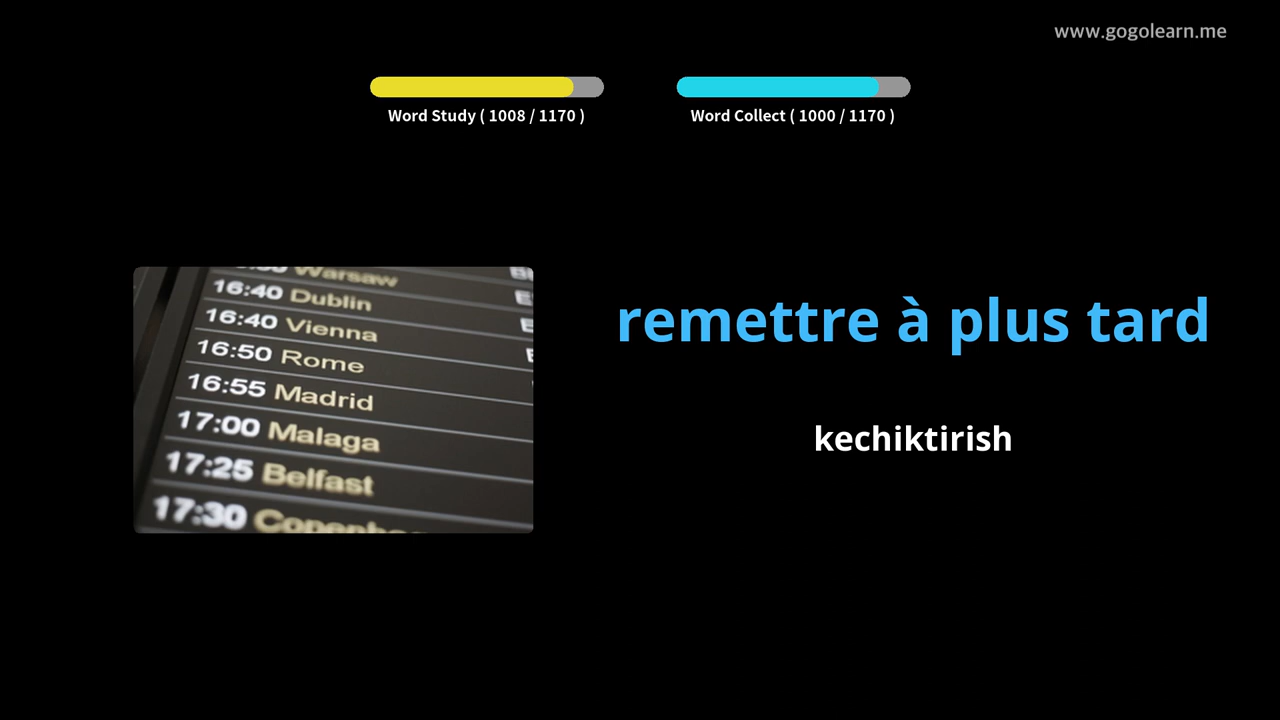 www.gogolearn.me
Word Study ( 1008 / 1170 )
Word Collect ( 1000 / 1170 )
Warsaw
16:40 Dublin
16:40 Vienna
16:50 Rome
16:55 Madrid
17:00 Malaga
17:25 Belfast
17:30
remettre à plus tard
kechiktirish